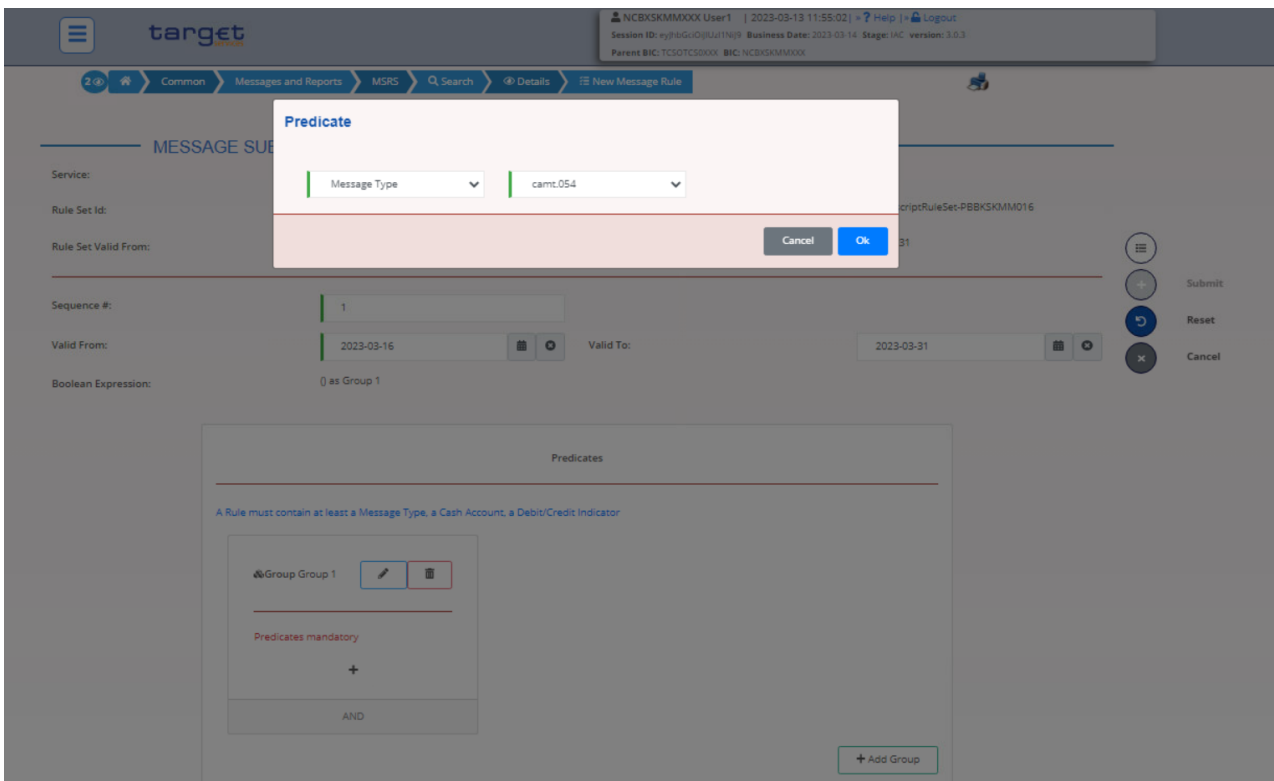 target
NCBXSKMMXXX User1 | 2023-03-13 11:55:02| » ? Help |» Logout
Business Date: 2023-03-14 Stage: IAC version: 3.0.3
Session ID:
Parent BIC: TCSOTCS0XXX BIC: NCBXSKMMXXX
2 Common Messages and Reports MSRS Search Details New Message Rule
Predicate
MESSAGE SUB
Service:
Message Type camt.054
Rule Set Id: criptRuleSet-PBBKSKMM016
Cancel Ok
Rule Set Valid From: 31
Submit
Sequence #: 1
Reset
Valid From: 2023-03-16 Valid To: 2023-03-31
Cancel
Boolean Expression: () as Group 1
Predicates
A Rule must contain at least a Message Type, a Cash Account, a Debit/Credit Indicator
Group Group 1
Predicates mandatory
+
AND
+ Add Group